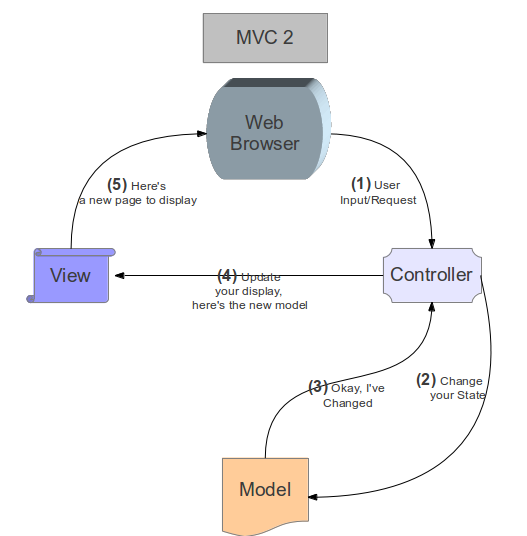 MVC 2
Web
Browser
(1) User
Input/Request
(5) Here's
a new page to display
View
Controller
(4) Update
your display,
here's the new model
(2) Change
your State
(3) Okay, I've
Changed
Model